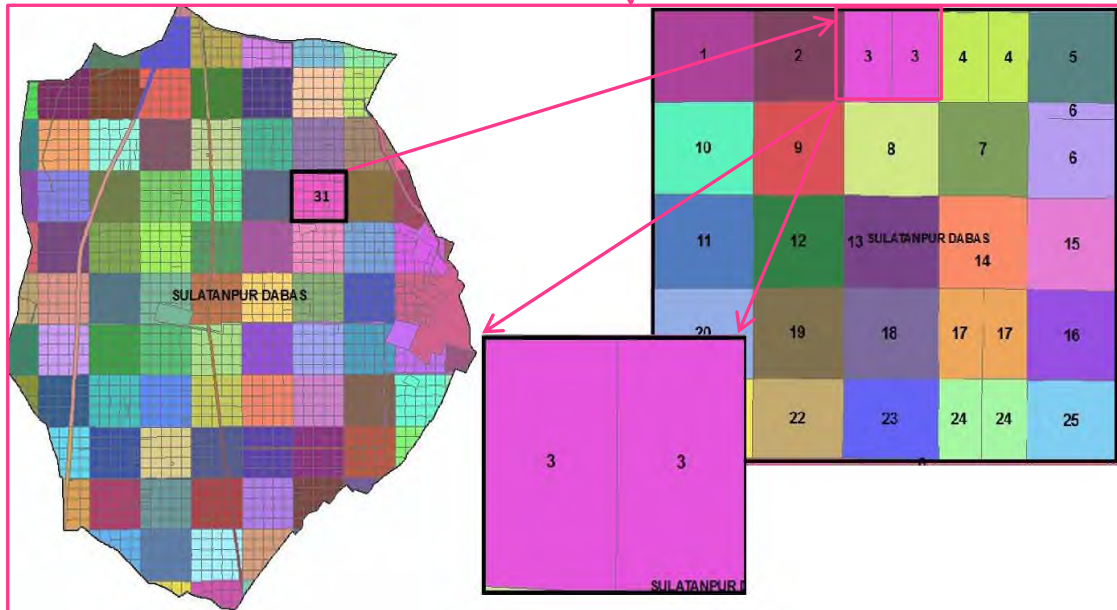 31
SULATANPUR DABAS
1 2 3 3 4 4 5
6
10 9 8 7 6
11 12 13 SULATANPUR DABAS 15
14
20 19 18 17 17 16
22 23 24 24 25
3 3
SULATANPUR D